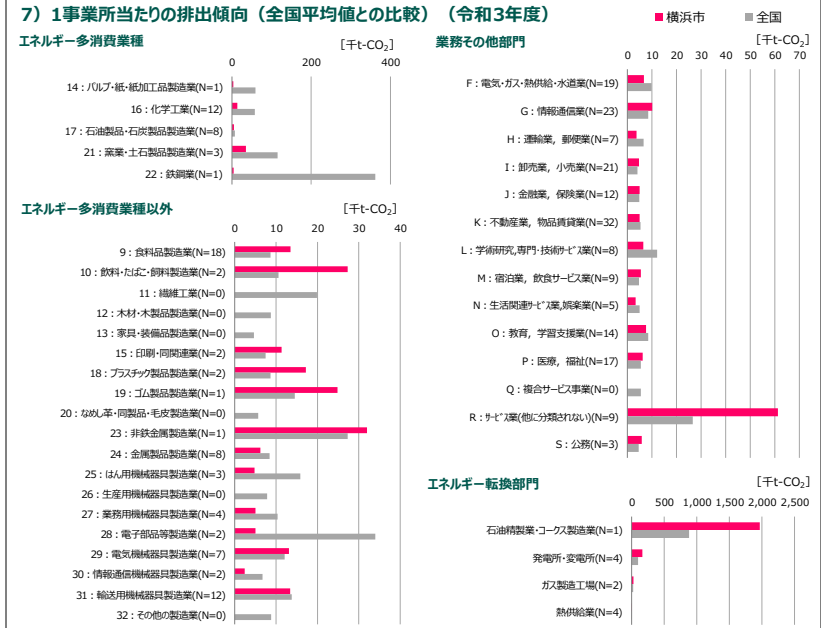 7）1事業所当たりの排出傾向（全国平均値との比較）（令和3年度）
■横浜市 ■全国
エネルギー多消費業種
[千t-CO2]
0 200 400
14：パルプ・紙・紙加工品製造業(N=1)
16：化学工業(N=12)
17：石油製品・石炭製品製造業(N=8)
21：窯業・土石製品製造業(N=3)
22：鉄鋼業(N=1)
エネルギー多消費業種以外
[千t-CO2]
0 10 20 30 40
9：食料品製造業(N=18)
10：飲料・たばこ・飼料製造業(N=2)
11：繊維工業(N=0)
12：木材・木製品製造業(N=0)
13：家具・装備品製造業(N=0)
15：印刷・同関連業(N=2)
18：プラスチック製品製造業(N=2)
19：ゴム製品製造業(N=1)
20：なめし革・同製品・毛皮製造業(N=0)
23：非鉄金属製造業(N=1)
24：金属製品製造業(N=8)
25：はん用機械器具製造業(N=3)
26：生産用機械器具製造業(N=0)
27：業務用機械器具製造業(N=4)
28：電子部品等製造業(N=2)
29：電気機械器具製造業(N=7)
30：情報通信機械器具製造業(N=2)
31：輸送用機械器具製造業(N=12)
32：その他の製造業(N=0)
業務その他部門
[千t-CO2]
0 10 20 30 40 50 60 70
F：電気・ガス・熱供給・水道業(N=19)
G：情報通信業(N=23)
H：運輸業，郵便業(N=7)
I：卸売業，小売業(N=21)
J：金融業，保険業(N=12)
K：不動産業，物品賃貸業(N=32)
L：学術研究,専門・技術サービス業(N=8)
M：宿泊業，飲食サービス業(N=9)
N：生活関連サービス業,娯楽業(N=5)
O：教育，学習支援業(N=14)
P：医療，福祉(N=17)
Q：複合サービス事業(N=0)
R：サービス業(他に分類されない)(N=9)
S：公務(N=3)
エネルギー転換部門
[千t-CO2]
0 500 1,000 1,500 2,000 2,500
石油精製業・コークス製造業(N=1)
発電所・変電所(N=4)
ガス製造工場(N=2)
熱供給業(N=4)